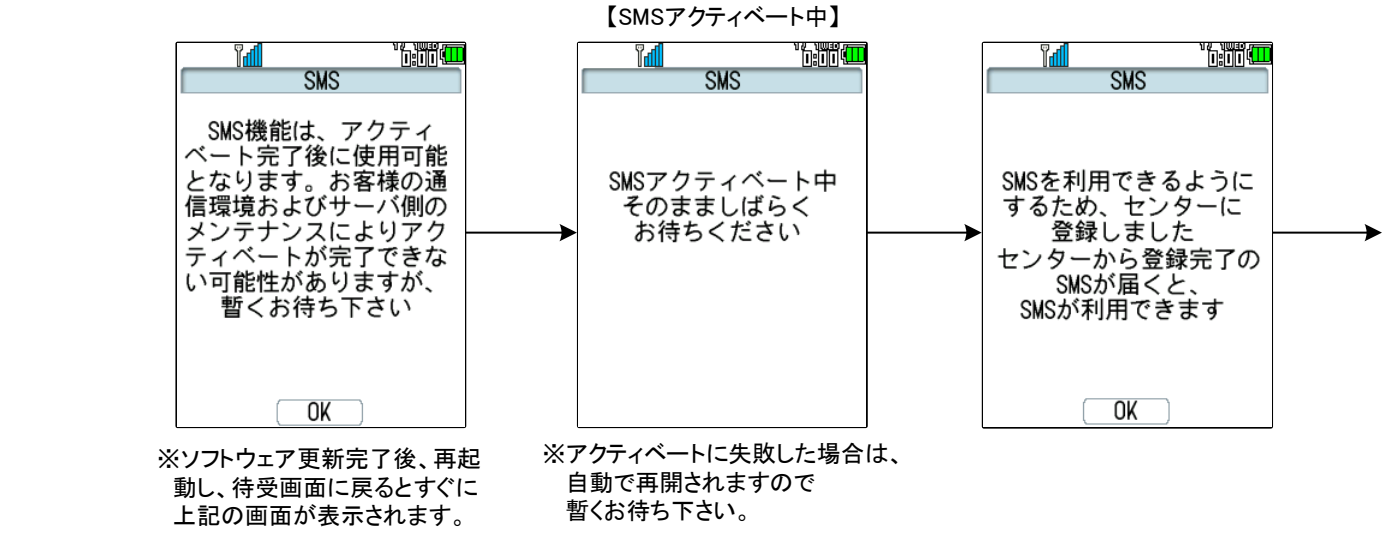 【SMSアクティベート中】
SMS
SMS機能は、アクティ
ベート完了後に使用可能
となります。お客様の通
信環境およびサーバ側の
メンテナンスによりアク
ティベートが完了できな
い可能性がありますが、
暫くお待ち下さい
OK
※ソフトウェア更新完了後、再起
動し、待受画面に戻るとすぐに
上記の画面が表示されます。
SMS
SMSアクティベート中
そのまましばらく
お待ちください
※アクティベートに失敗した場合は、
自動で再開されますので
暫くお待ち下さい。
SMS
SMSを利用できるように
するため、センターに
登録しました
センターから登録完了の
SMSが届くと、
SMSが利用できます
OK